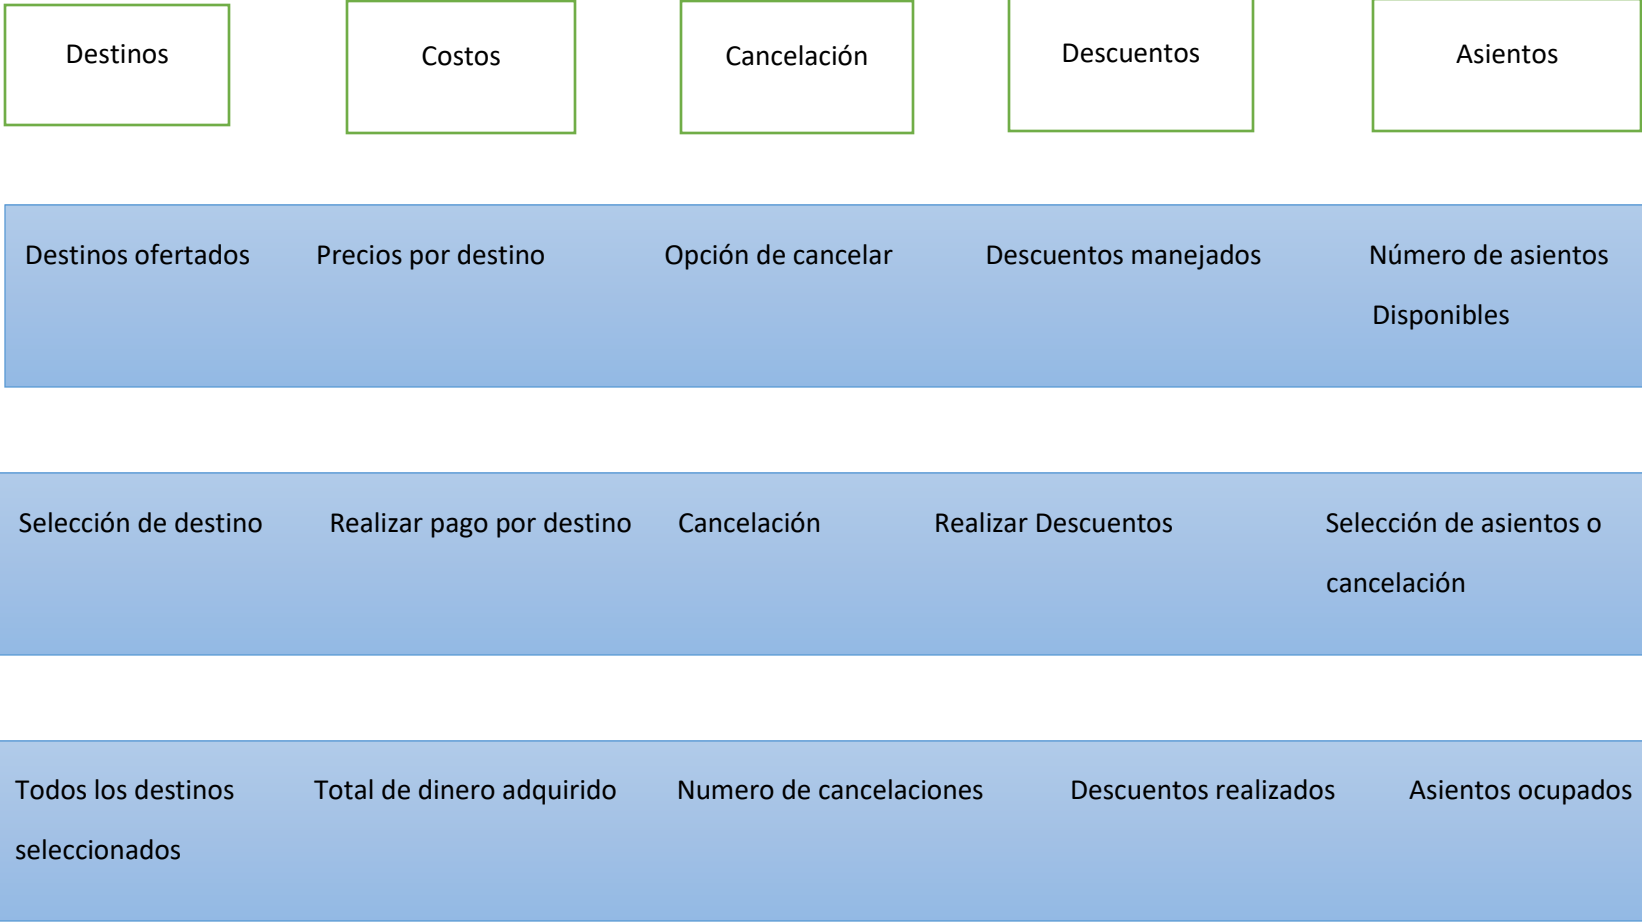 Destinos
Costos
Cancelación
Descuentos
Asientos
Destinos ofertados
Precios por destino
Opción de cancelar
Descuentos manejados
Número de asientos
Disponibles
Selección de destino
Realizar pago por destino
Cancelación
Realizar Descuentos
Selección de asientos o
cancelación
Todos los destinos
seleccionados
Total de dinero adquirido
Numero de cancelaciones
Descuentos realizados
Asientos ocupados